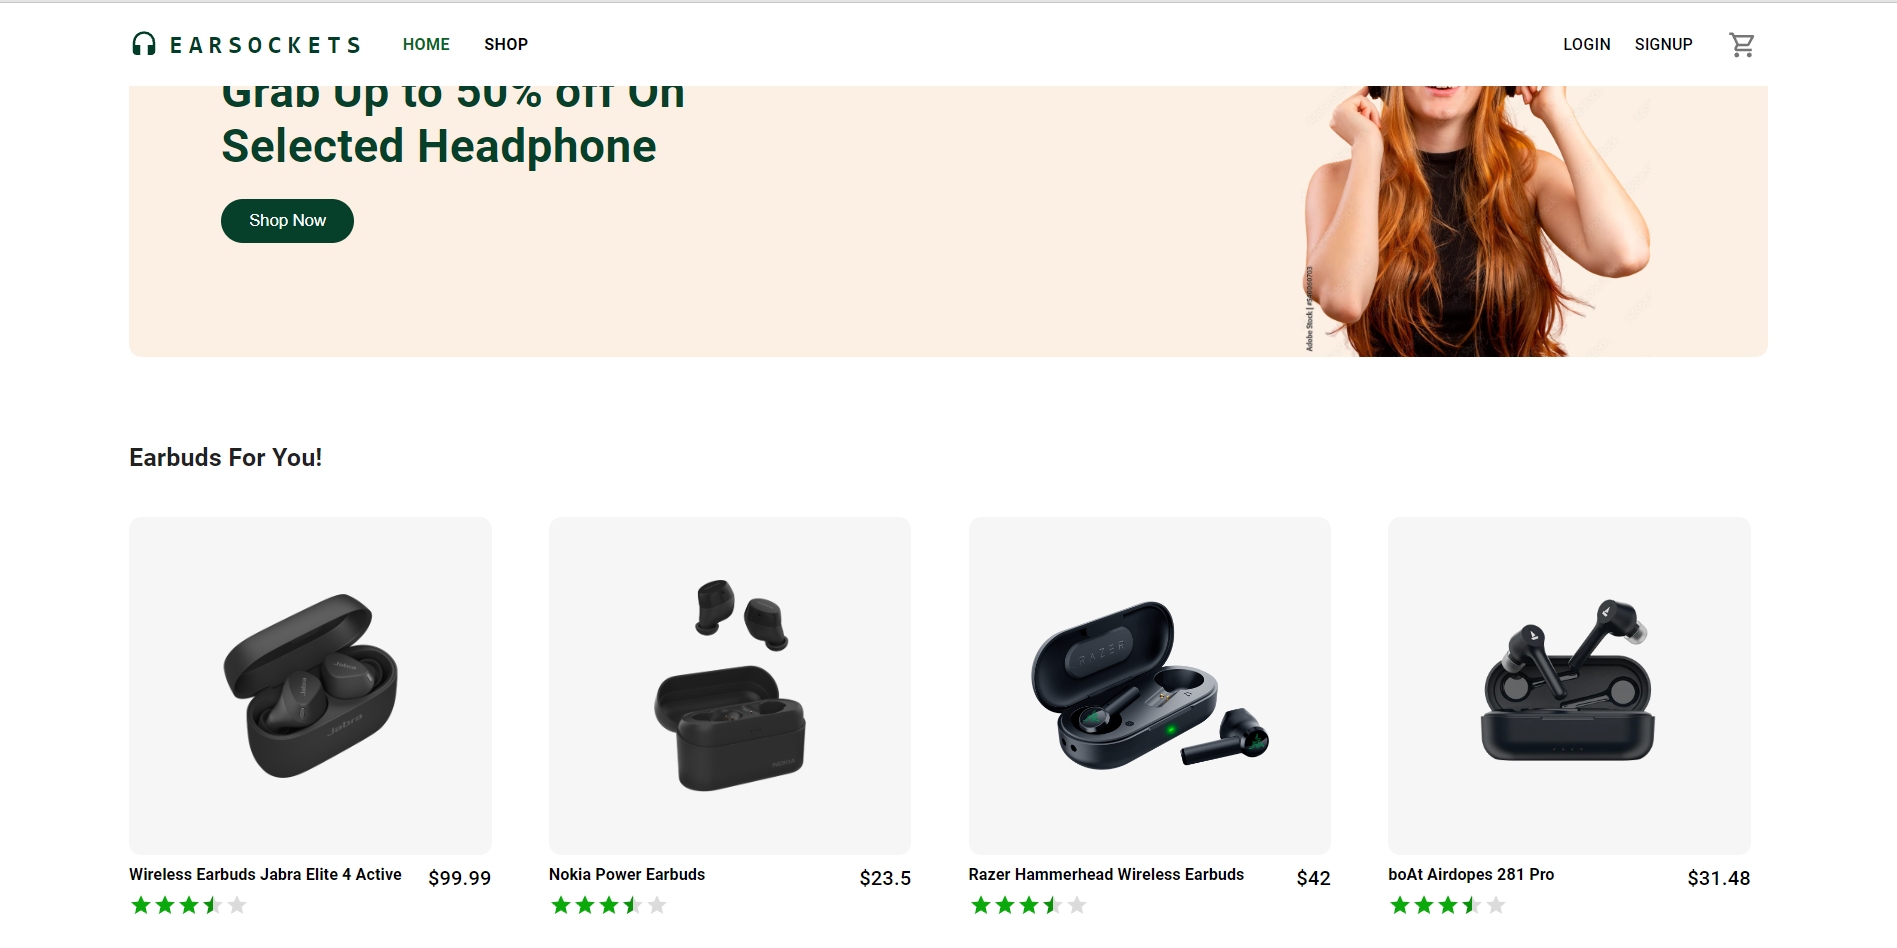 EARSOCKETS
HOME
SHOP
LOGIN
SIGNUP
Grab Up to 50% off On
Selected Headphone
Shop Now
Adobe Stock |
Earbuds For You!
Jabra
Jabra
NOKIA
RAZER
Wireless Earbuds Jabra Elite 4 Active
$99.99
Nokia Power Earbuds
$23.5
Razer Hammerhead Wireless Earbuds
$42
boAt Airdopes 281 Pro
$31.48